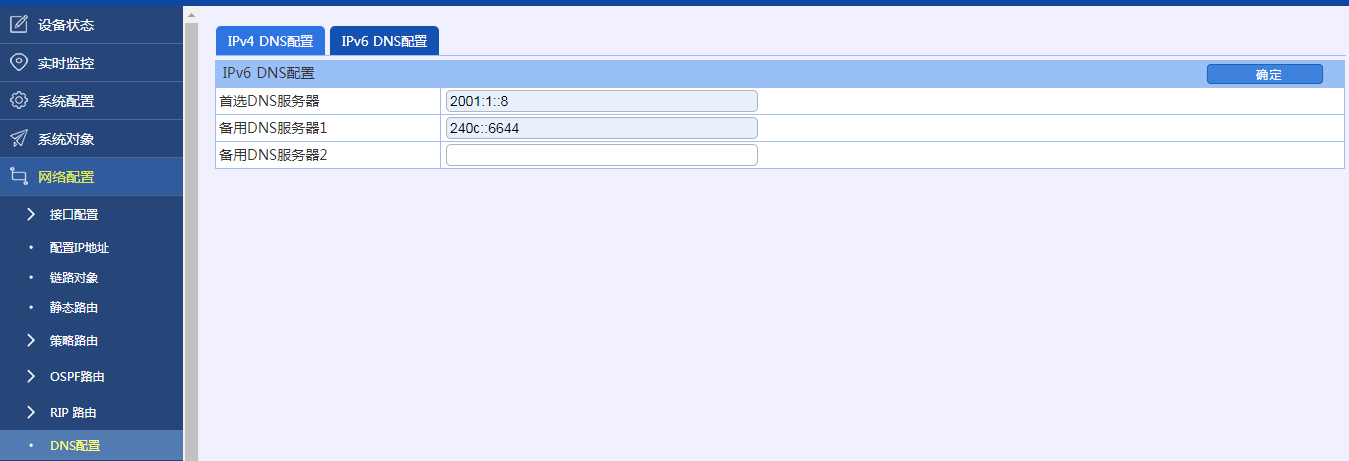 设备状态
实时监控
系统配置
系统对象
网络配置
接口配置
配置IP地址
链路对象
静态路由
策略路由
OSPF路由
RIP 路由
DNS配置
IPv4 DNS配置 IPv6 DNS配置
IPv6 DNS配置 确定
首选DNS服务器 2001:1::8
备用DNS服务器1 240c::6644
备用DNS服务器2